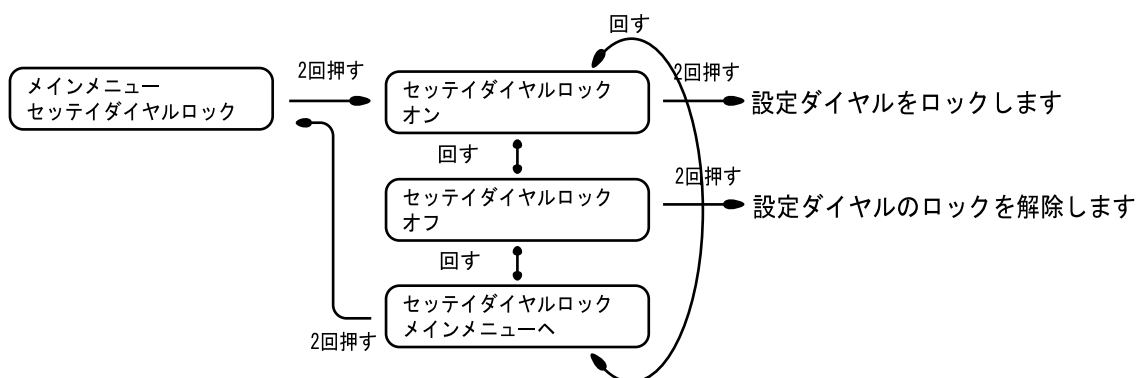 回す
メインメニュー
セッテイダイヤルロック
2回押す
セッテイダイヤルロック
オン
2回押す
設定ダイヤルをロックします
回す
セッテイダイヤルロック
オフ
2回押す
設定ダイヤルのロックを解除します
回す
セッテイダイヤルロック
メインメニューへ
2回押す